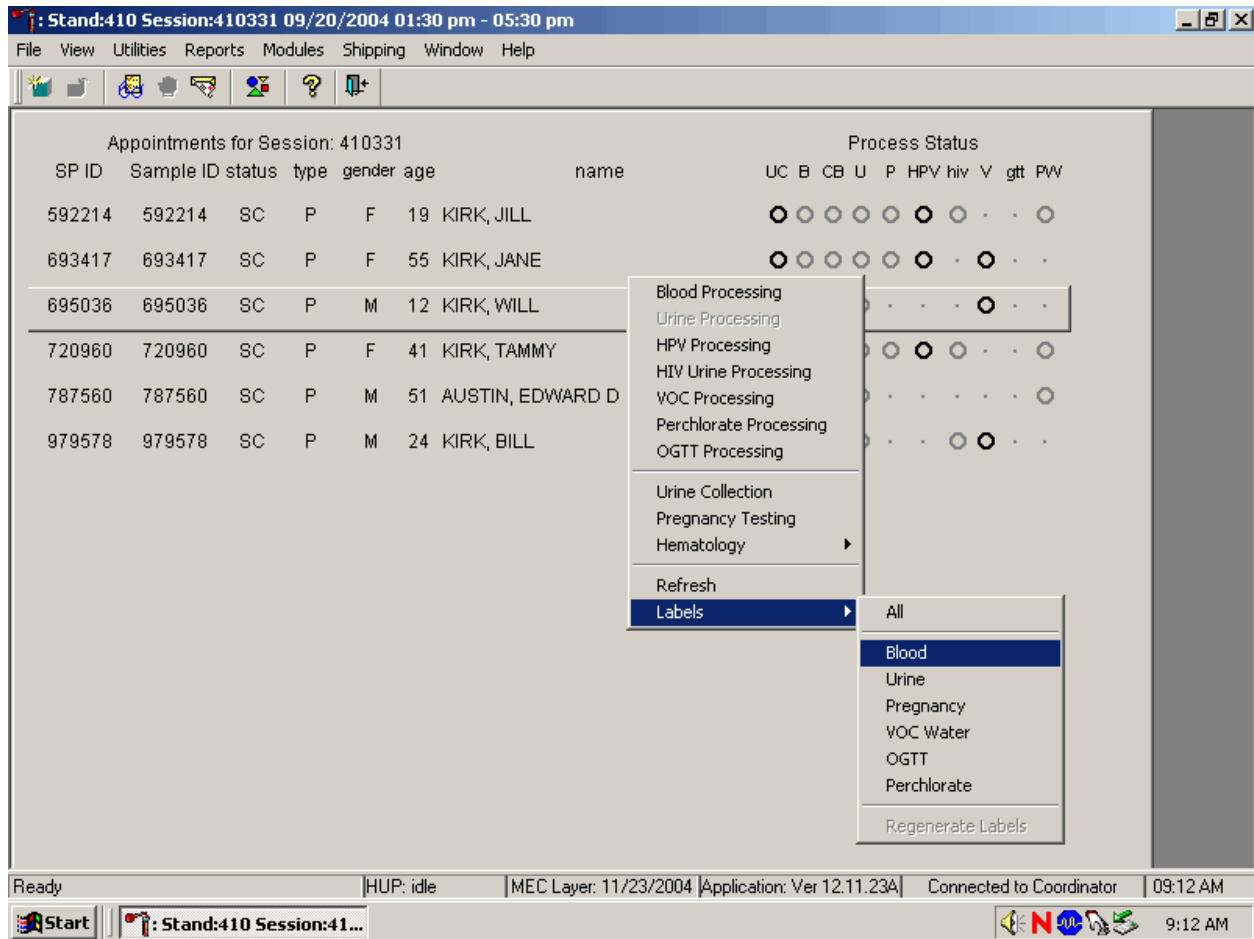 : Stand:410 Session:410331 09/20/2004 01:30 pm - 05:30 pm
File View Utilities Reports Modules Shipping Window Help
Appointments for Session: 410331 Process Status
SP ID Sample ID status type gender age name UC B CB U P HPV hiv V gtt PW
592214 592214 SC P F 19 KIRK, JILL
693417 693417 SC P F 55 KIRK, JANE
695036 695036 SC P M 12 KIRK, WILL
720960 720960 SC P F 41 KIRK, TAMMY
787560 787560 SC P M 51 AUSTIN, EDWARD D
979578 979578 SC P M 24 KIRK, BILL
Blood Processing
Urine Processing
HPV Processing
HIV Urine Processing
VOC Processing
Perchlorate Processing
OGTT Processing
Urine Collection
Pregnancy Testing
Hematology
Refresh
Labels
All
Blood
Urine
Pregnancy
VOC Water
OGTT
Perchlorate
Regenerate Labels
Ready HUP: idle MEC Layer: 11/23/2004 Application: Ver 12.11.23A Connected to Coordinator 09:12 AM
Start : Stand:410 Session:41... N 9:12 AM